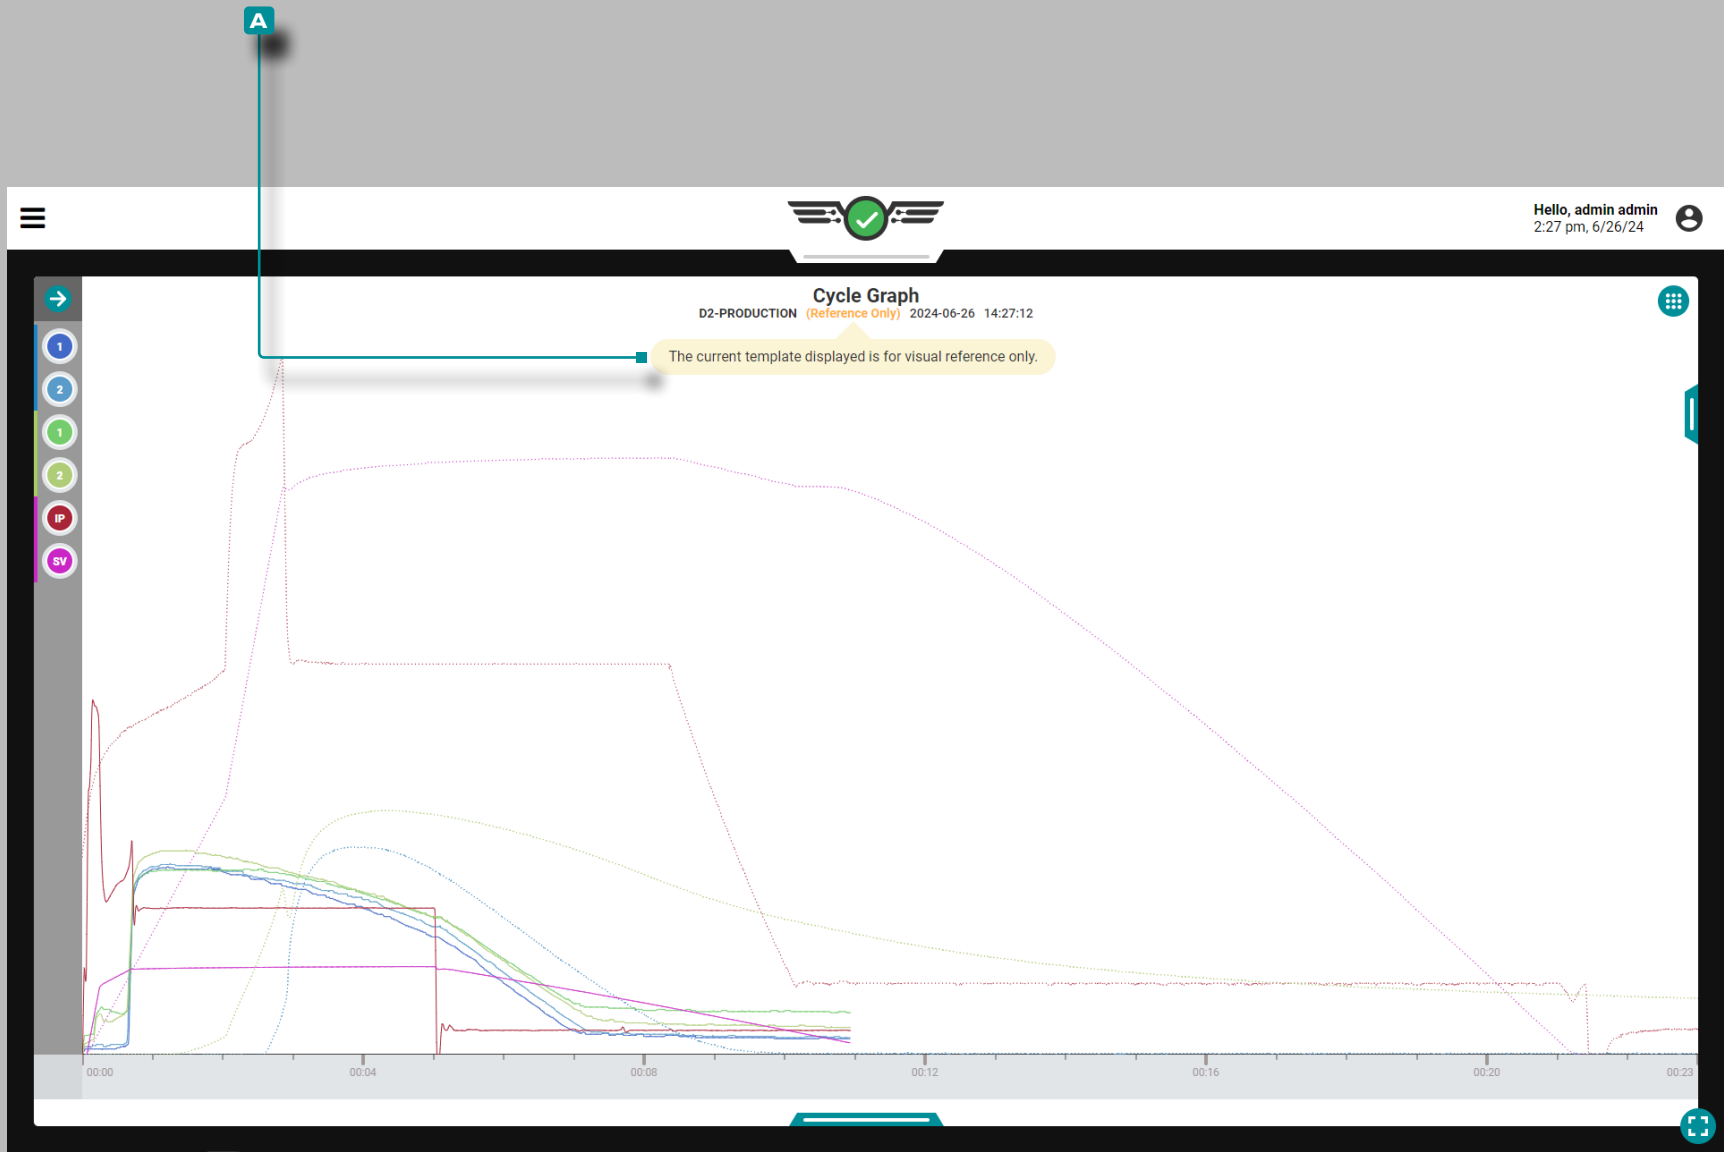 A
Hello, admin admin
2:27 pm, 6/26/24
Cycle Graph
D2-PRODUCTION (Reference Only) 2024-06-26 14:27:12
The current template displayed is for visual reference only.
1
2
1
2
IP
SV
00:00 00:04 00:08 00:12 00:16 00:20 00:23